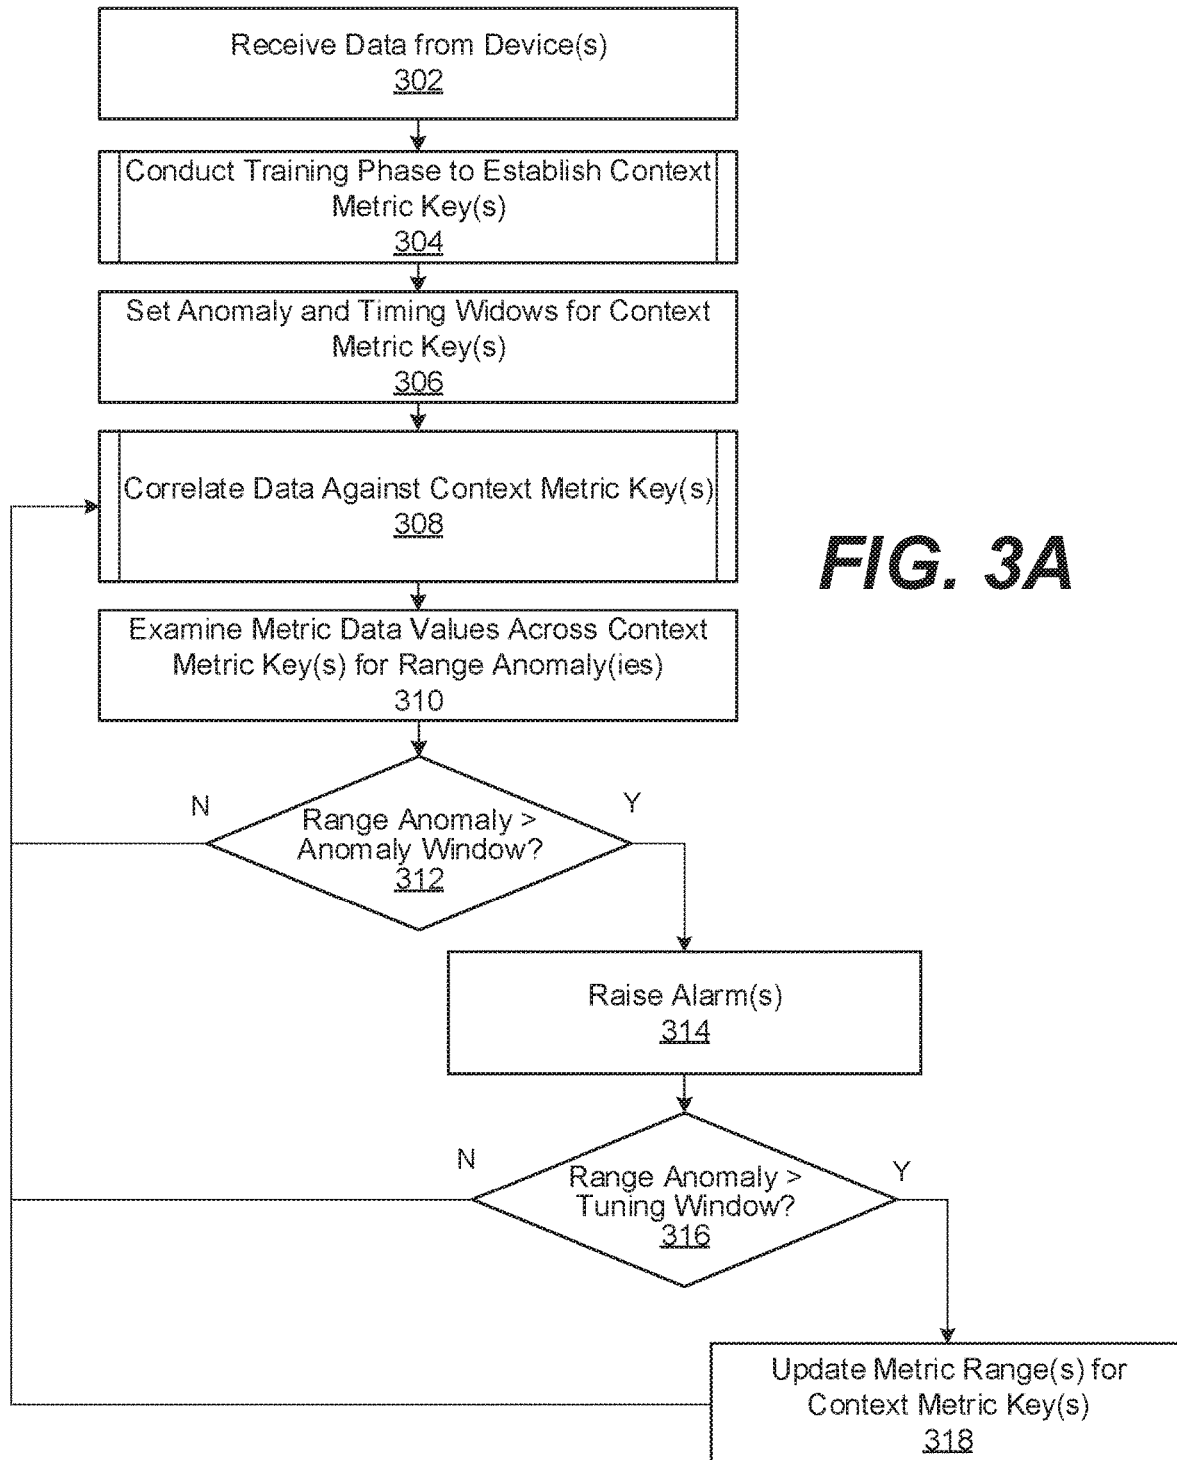 Receive Data from Device(s)
302
Conduct Training Phase to Establish Context
Metric Key(s)
304
Set Anomaly and Timing Widows for Context
Metric Key(s)
306
Correlate Data Against Context Metric Key(s)
308
FIG. 3A
Examine Metric Data Values Across Context
Metric Key(s) for Range Anomaly(ies)
310
N
Y
Range Anomaly >
Anomaly Window?
312
Raise Alarm(s)
314
N
Y
Range Anomaly >
Tuning Window?
316
Update Metric Range(s) for
Context Metric Key(s)
318